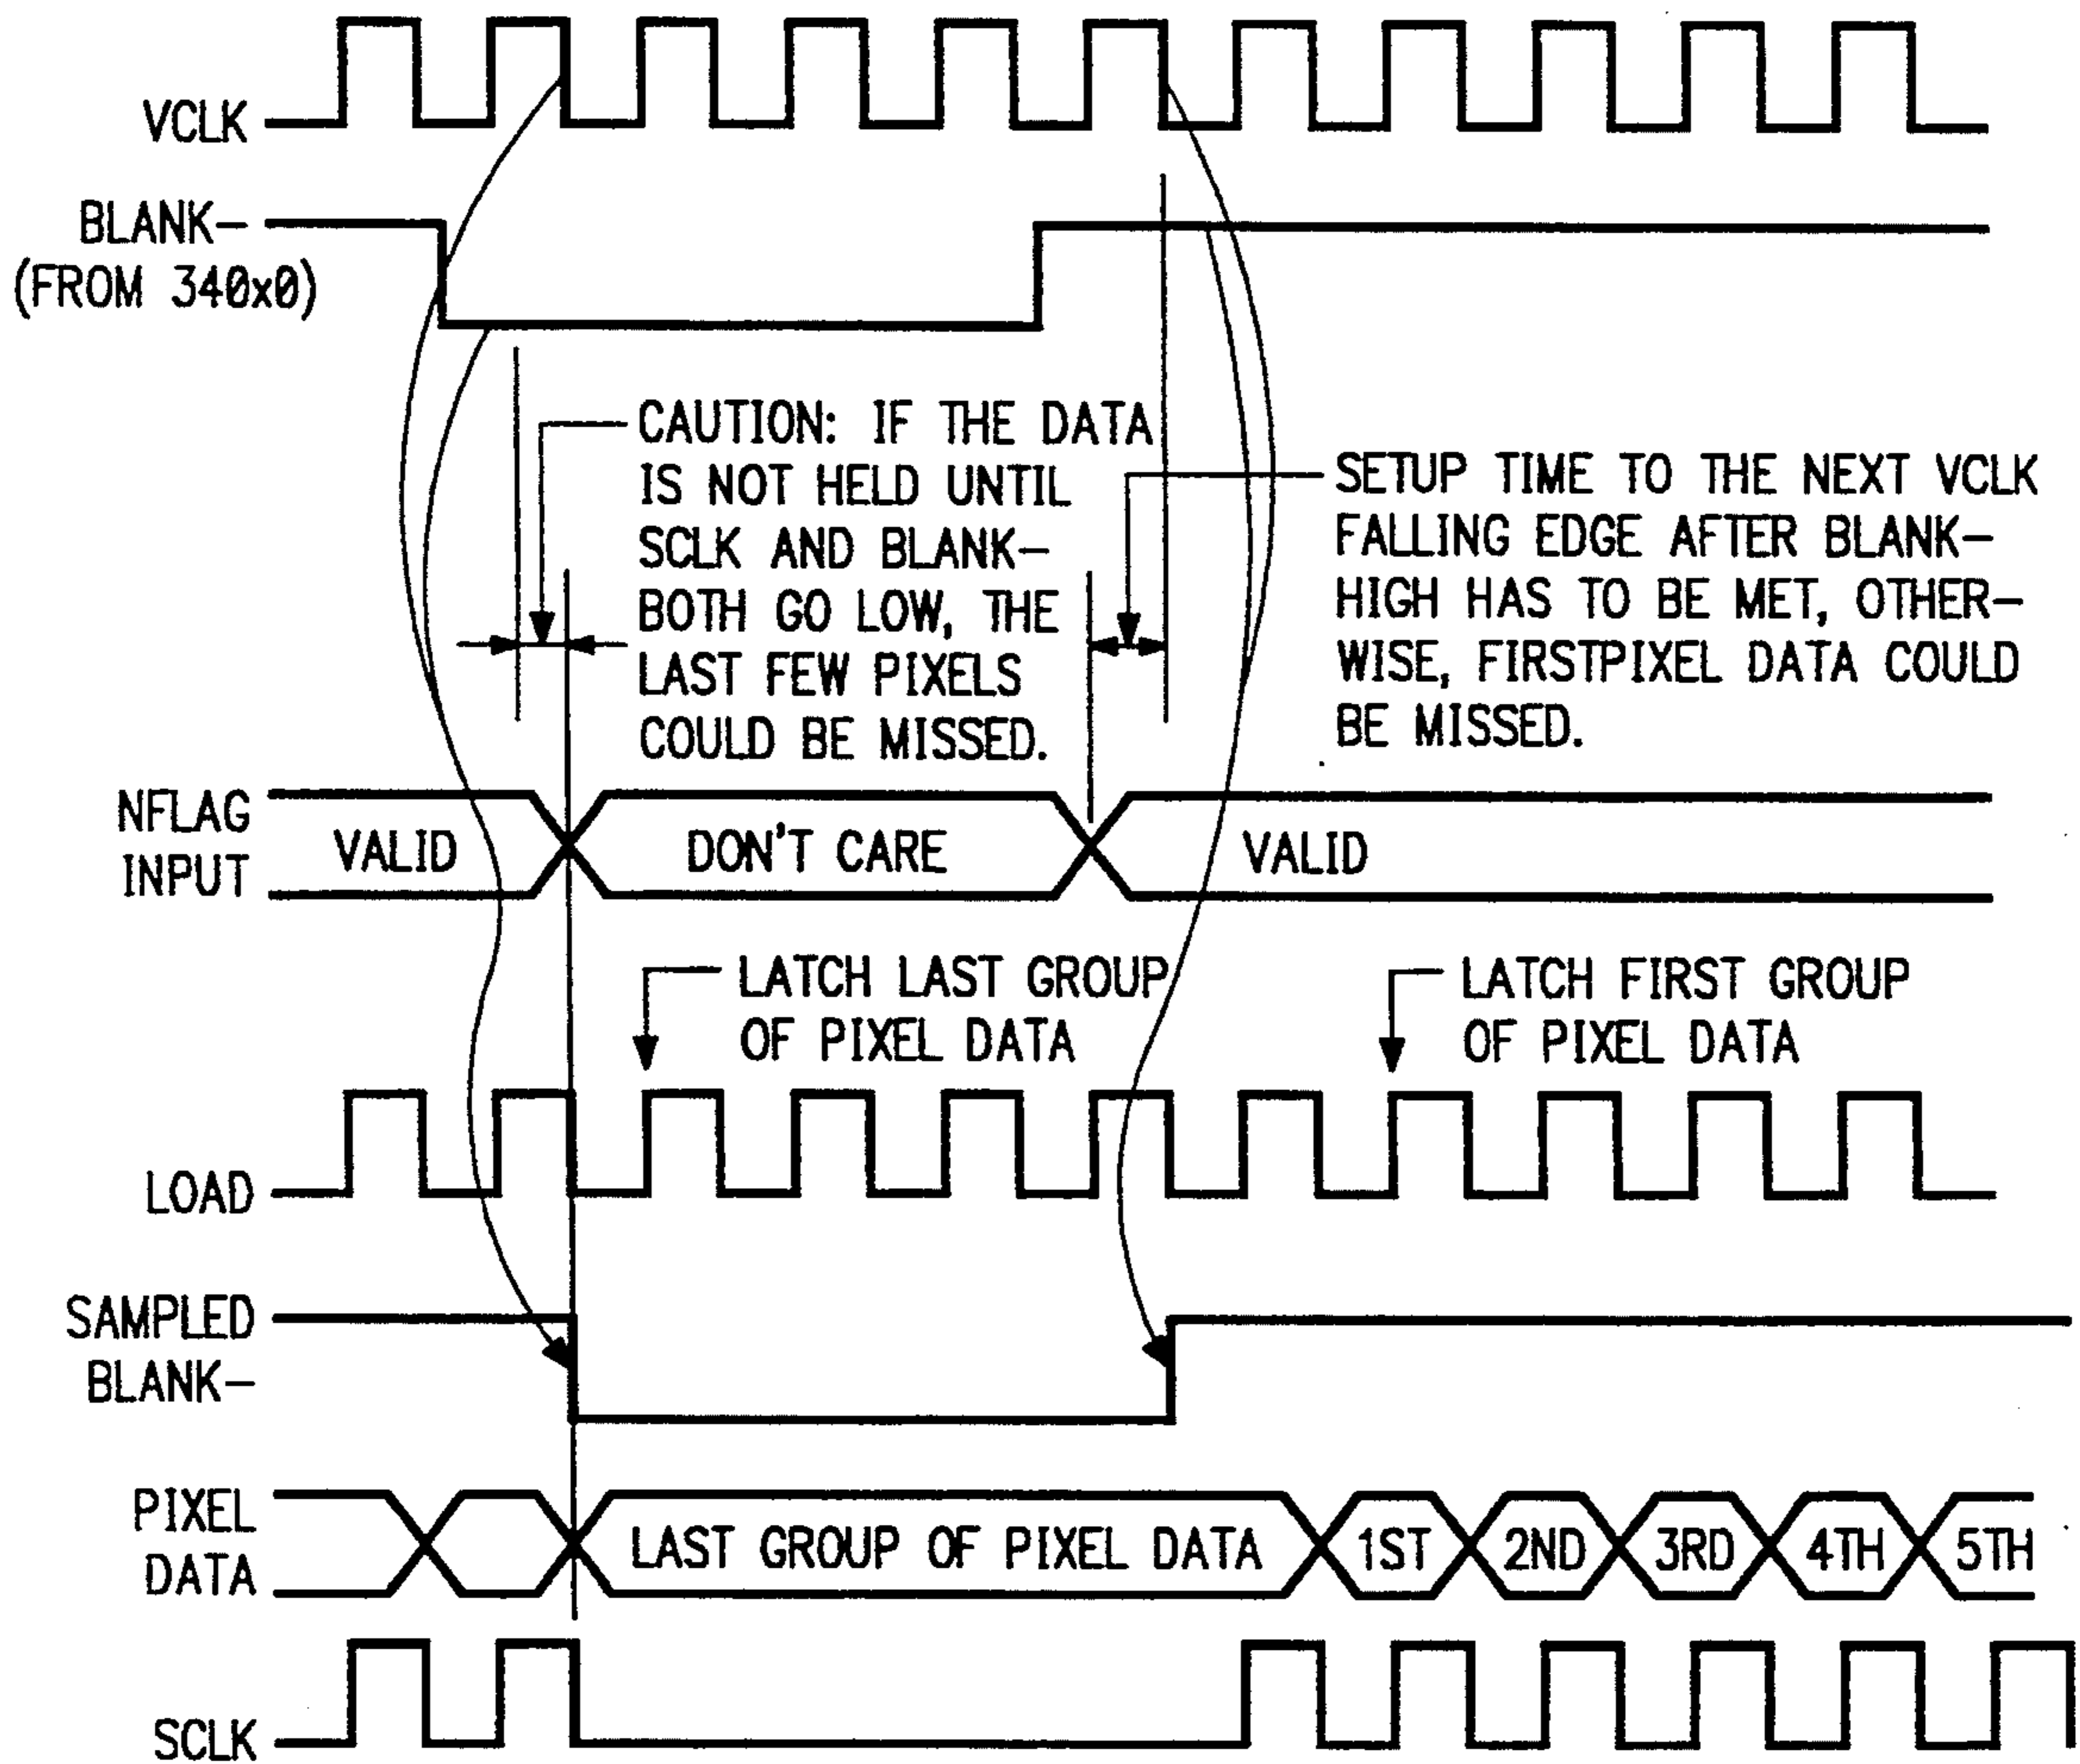 VCLK
BLANK-
(FROM 340x0)
CAUTION: IF THE DATA
IS NOT HELD UNTIL
SCLK AND BLANK-
BOTH GO LOW, THE
LAST FEW PIXELS
COULD BE MISSED.
SETUP TIME TO THE NEXT VCLK
FALLING EDGE AFTER BLANK-
HIGH HAS TO BE MET, OTHER-
WISE, FIRSTPIXEL DATA COULD
BE MISSED.
NFLAG
INPUT
VALID
DON'T CARE
VALID
LATCH LAST GROUP
OF PIXEL DATA
LATCH FIRST GROUP
OF PIXEL DATA
LOAD
SAMPLED
BLANK-
PIXEL
DATA
LAST GROUP OF PIXEL DATA
1ST
2ND
3RD
4TH
5TH
SCLK